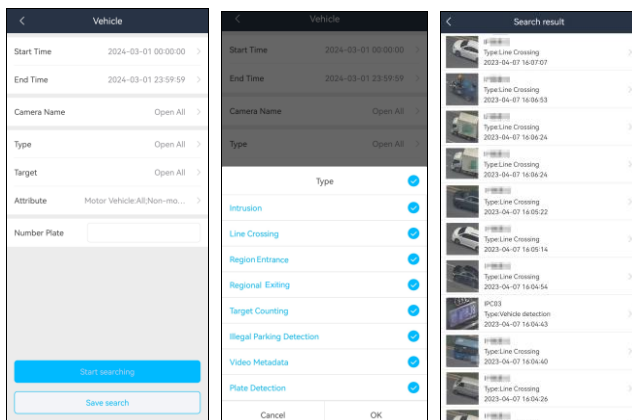 Vehicle
Start Time 2024-03-01 00:00:00
End Time 2024-03-01 23:59:59
Camera Name Open All
Type Open All
Target Open All
Attribute Motor Vehicle:All;Non-mo...
Number Plate
Start searching
Save search
Vehicle
Start Time 2024-03-01 00:00:00
End Time 2024-03-01 23:59:59
Camera Name Open All
Type Open All
Type
Intrusion
Line Crossing
Region Entrance
Regional Exiting
Target Counting
Illegal Parking Detection
Video Metadata
Plate Detection
Cancel OK
Search result
Type:Line Crossing
2023-04-07 16:07:07
Type:Line Crossing
2023-04-07 16:06:53
Type:Line Crossing
2023-04-07 16:06:24
Type:Line Crossing
2023-04-07 16:06:24
Type:Line Crossing
2023-04-07 16:05:22
Type:Line Crossing
2023-04-07 16:05:14
Type:Line Crossing
2023-04-07 16:04:54
IPC03
Type:Vehicle detection
2023-04-07 16:04:43
Type:Line Crossing
2023-04-07 16:04:40
Type:Line Crossing
2023-04-07 16:04:26